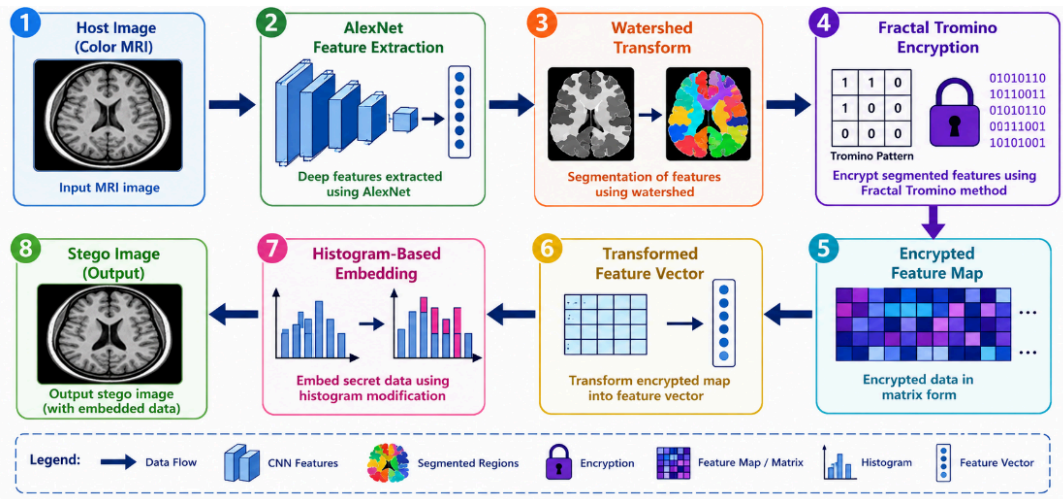 1
Host Image
(Color MRI)
Input MRI image
2
AlexNet
Feature Extraction
Deep features extracted
using AlexNet
3
Watershed
Transform
Segmentation of features
using watershed
4
Fractal Tromino
Encryption
1 1 0
1 0 0
0 0 0
Tromino Pattern
01010110
10110011
01010110
00111001
10101001
Encrypt segmented features using
Fractal Tromino method
8
Stego Image
(Output)
Output stego image
(with embedded data)
7
Histogram-Based
Embedding
Embed secret data using
histogram modification
6
Transformed
Feature Vector
Transform encrypted map
into feature vector
5
Encrypted
Feature Map
...
...
Encrypted data in
matrix form
Legend: Data Flow CNN Features Segmented Regions Encryption Feature Map / Matrix Histogram Feature Vector